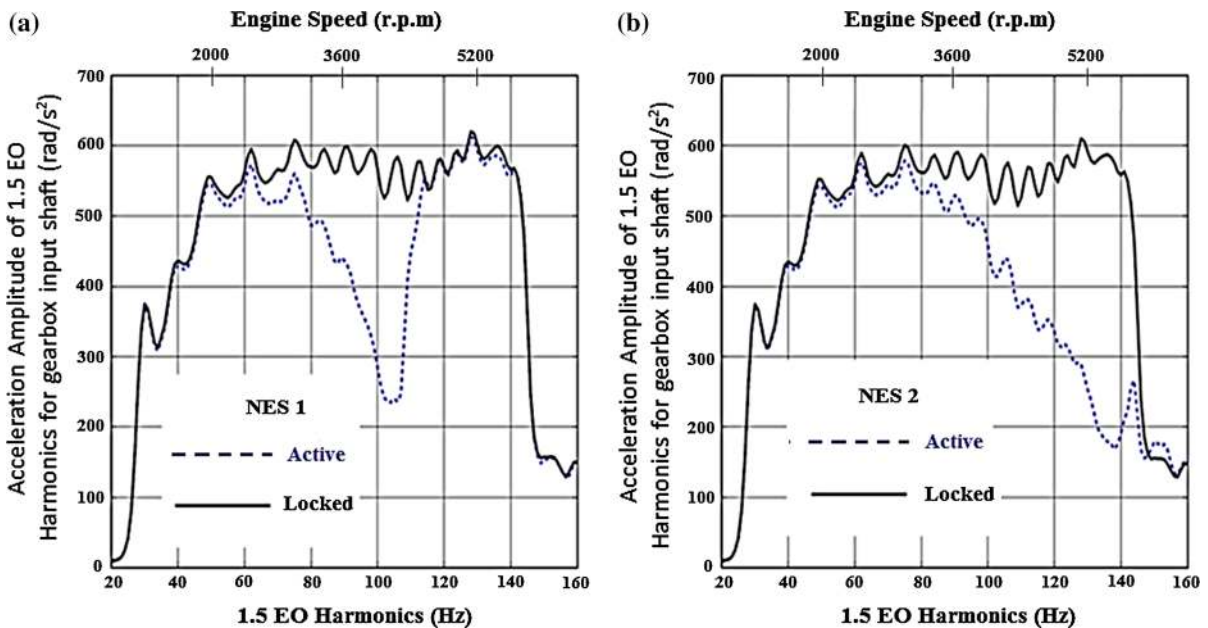 (a)
Engine Speed (r.p.m)
2000 3600 5200
700
600
500
400
300
200
100
0
Acceleration Amplitude of 1.5 EO
Harmonics for gearbox input shaft (rad/s²)
NES 1
Active
Locked
20 40 60 80 100 120 140 160
1.5 EO Harmonics (Hz)
(b)
Engine Speed (r.p.m)
2000 3600 5200
700
600
500
400
300
200
100
0
Acceleration Amplitude of 1.5 EO
Harmonics for gearbox input shaft (rad/s²)
NES 2
Active
Locked
20 40 60 80 100 120 140 160
1.5 EO Harmonics (Hz)